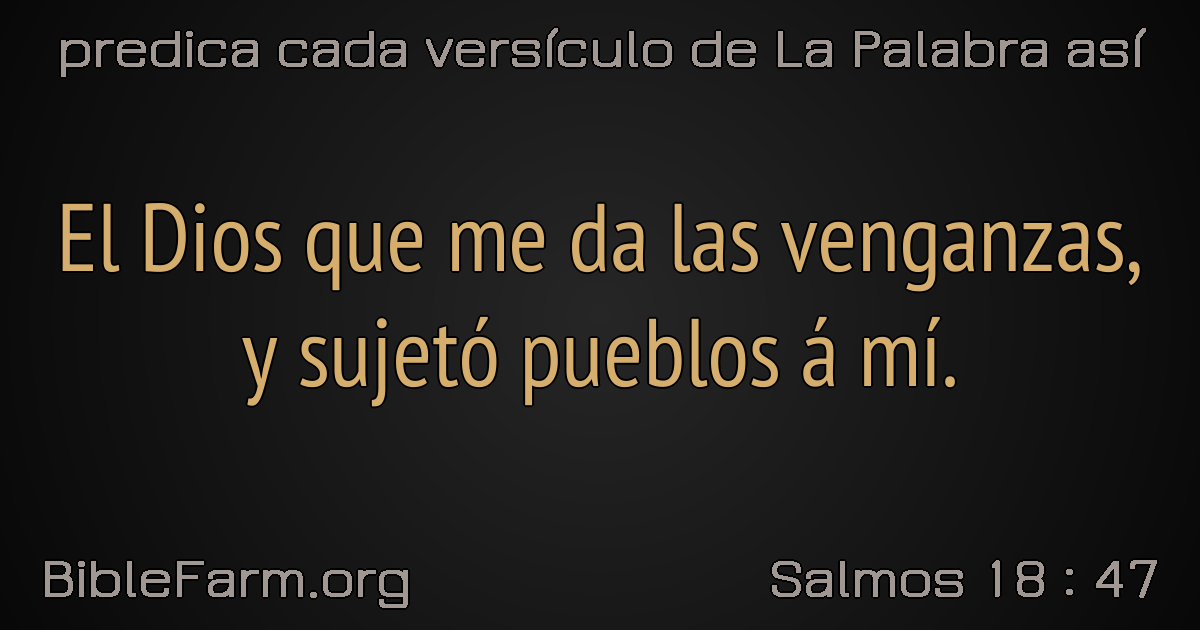 predica cada versículo de La Palabra así
El Dios que me da las venganzas,
y sujetó pueblos á mí.
BibleFarm.org
Salmos 18 : 47